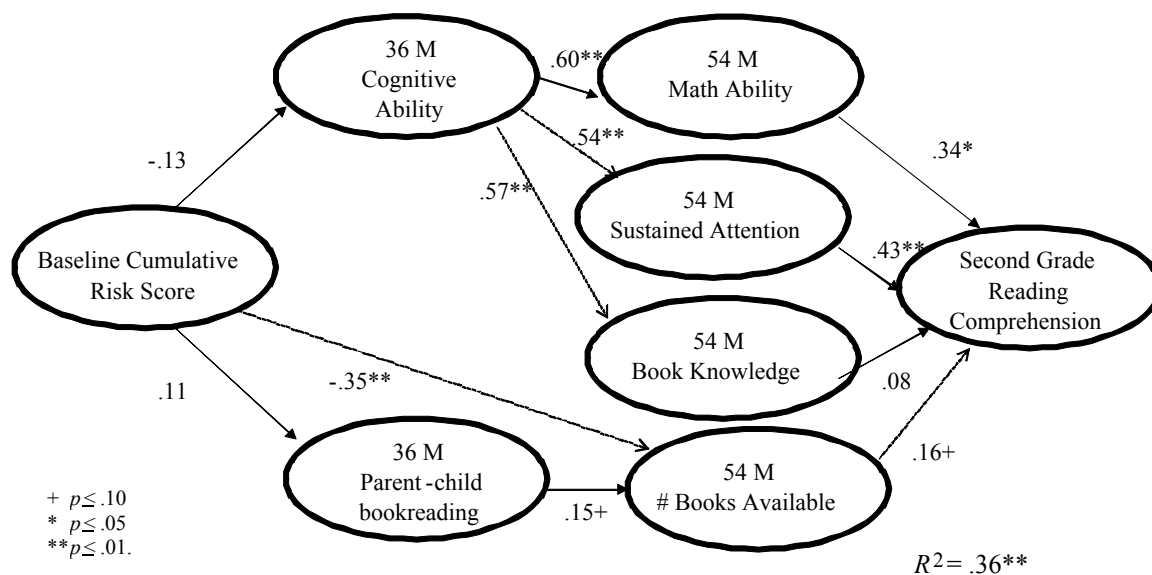 36 M
Cognitive
Ability
.60**
54 M
Math Ability
.54**
.57**
-.13
.34*
54 M
Sustained Attention
.43**
Baseline Cumulative
Risk Score
Second Grade
Reading
Comprehension
54 M
Book Knowledge
.08
-.35**
.11
36 M
Parent-child
bookreading
.15+
54 M
# Books Available
.16+
+ p ≤ .10
* p ≤ .05
** p ≤ .01.
R² = .36**